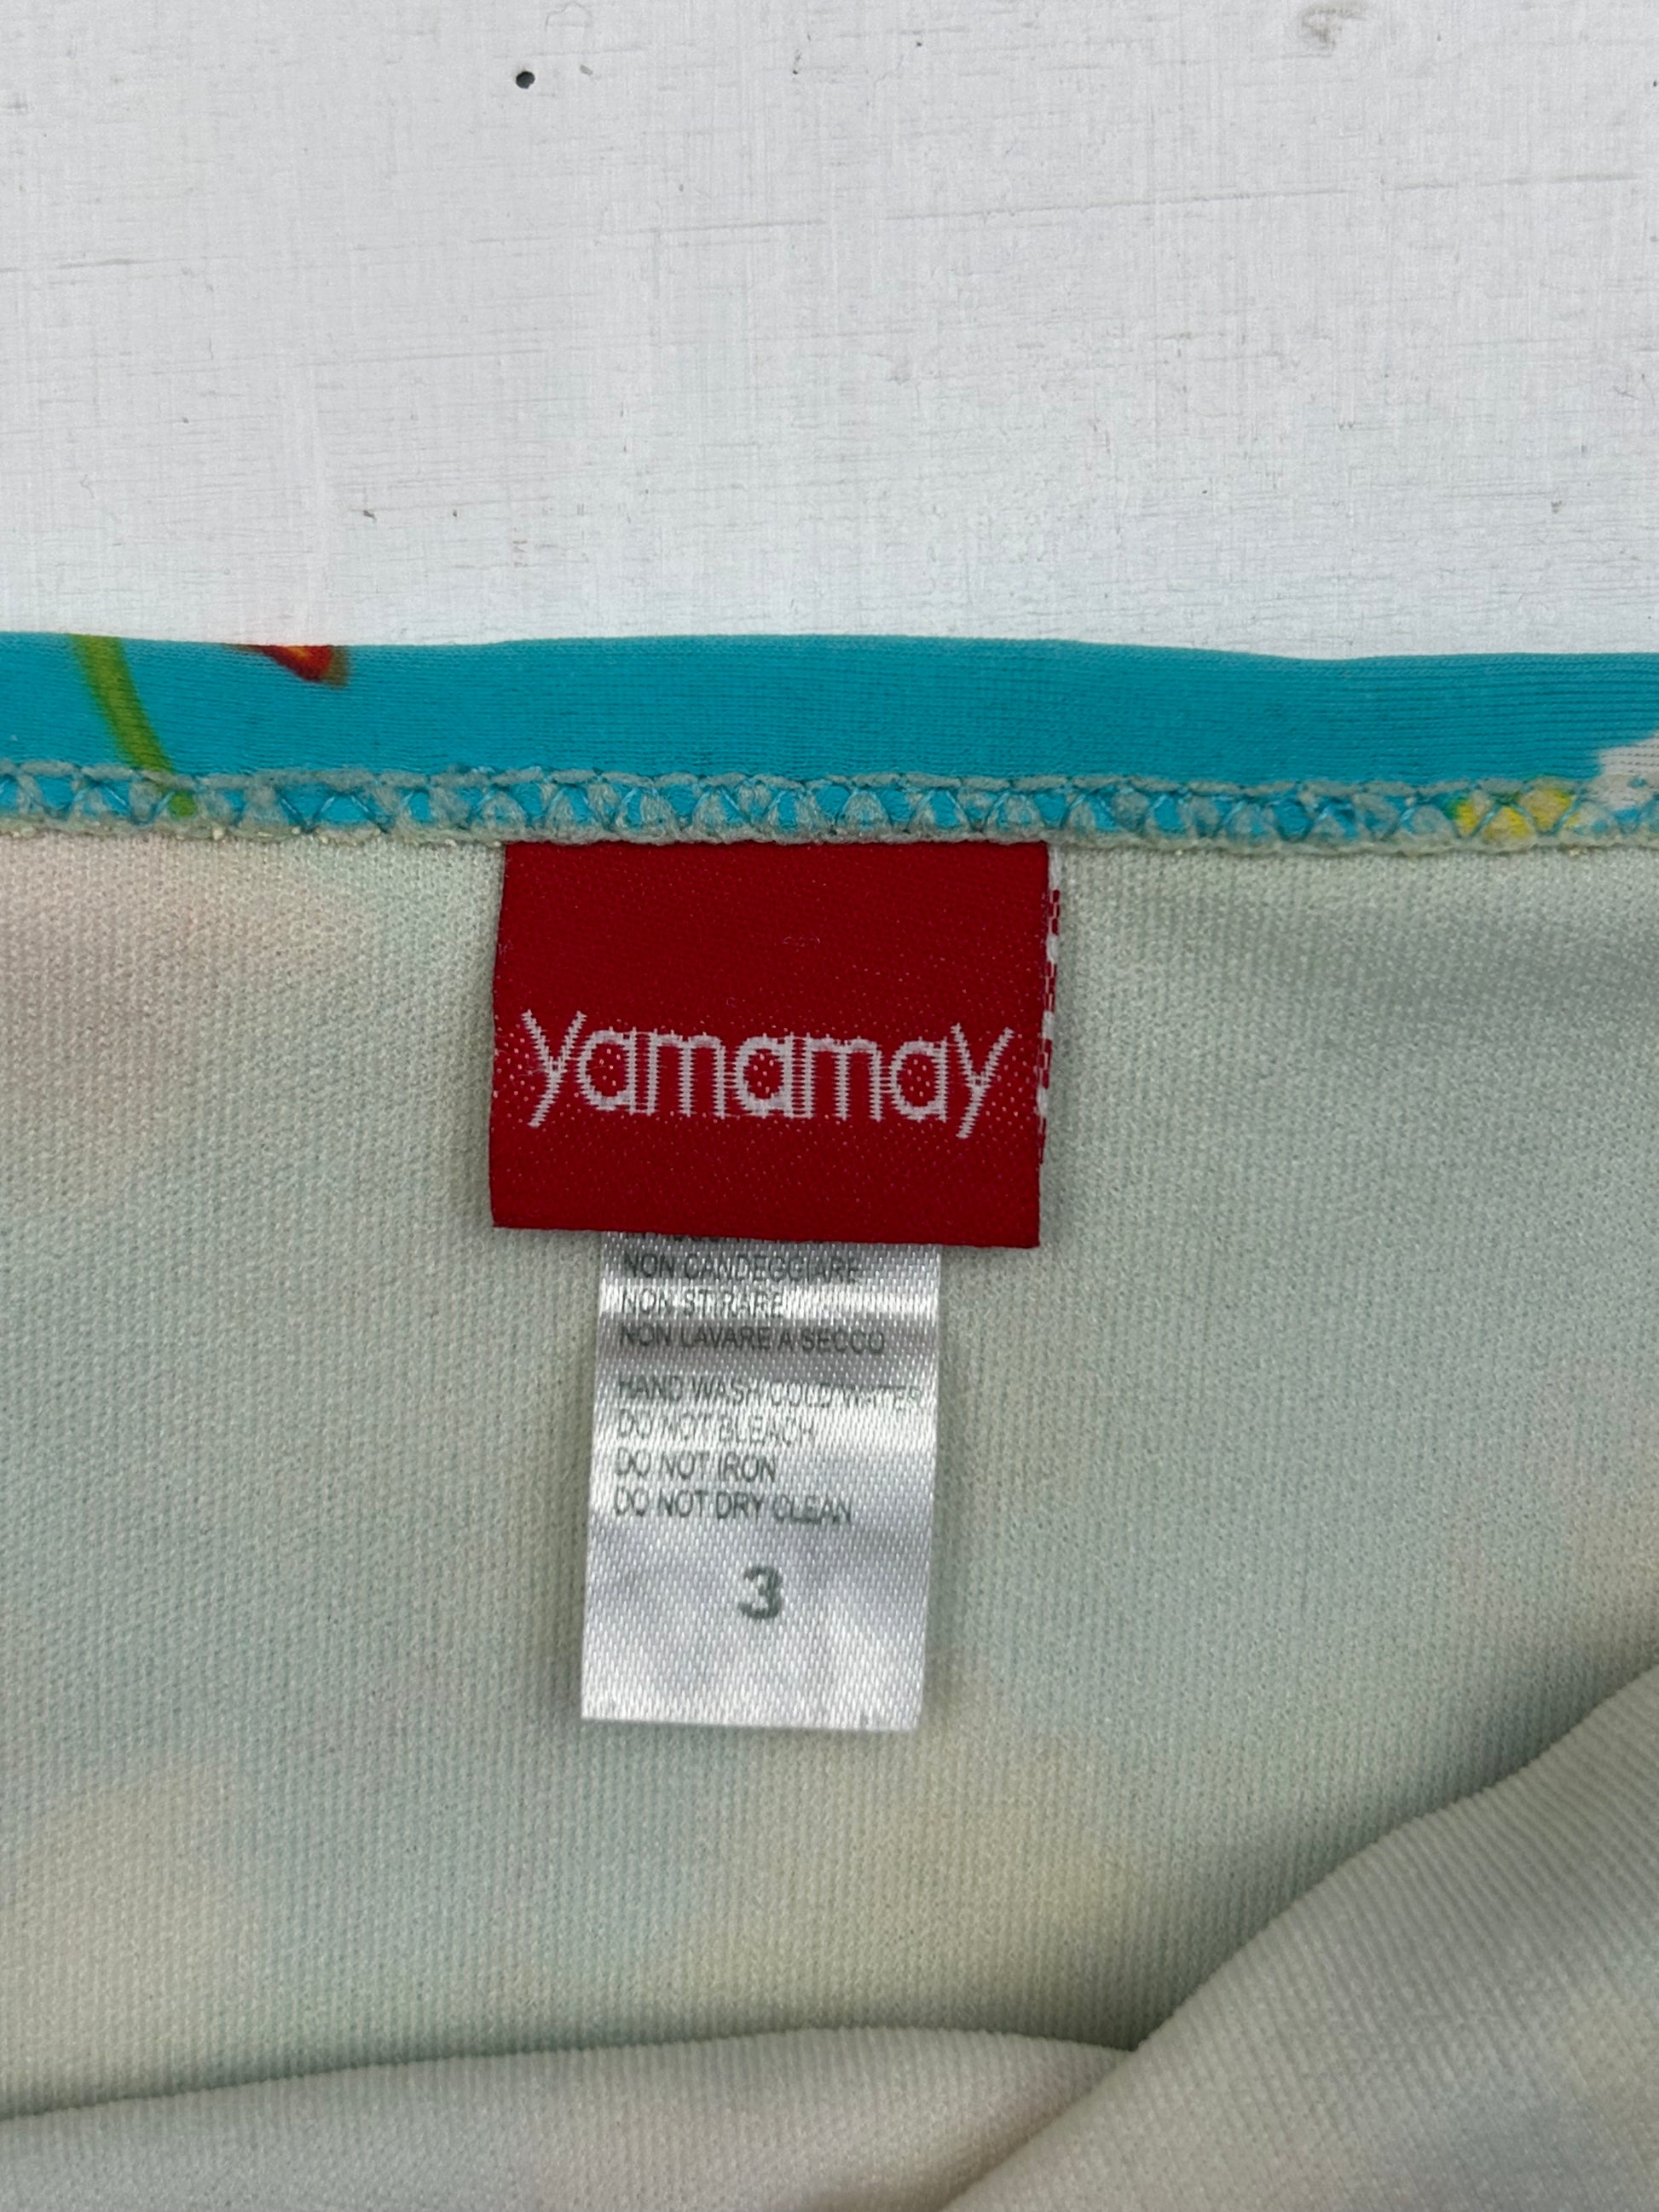 yamamay
NON CANDEGGIARE
NON STIRARE
NON LAVARE A SECCO
HAND WASH COLD WATER
DO NOT BLEACH
DO NOT IRON
DO NOT DRY CLEAN
3